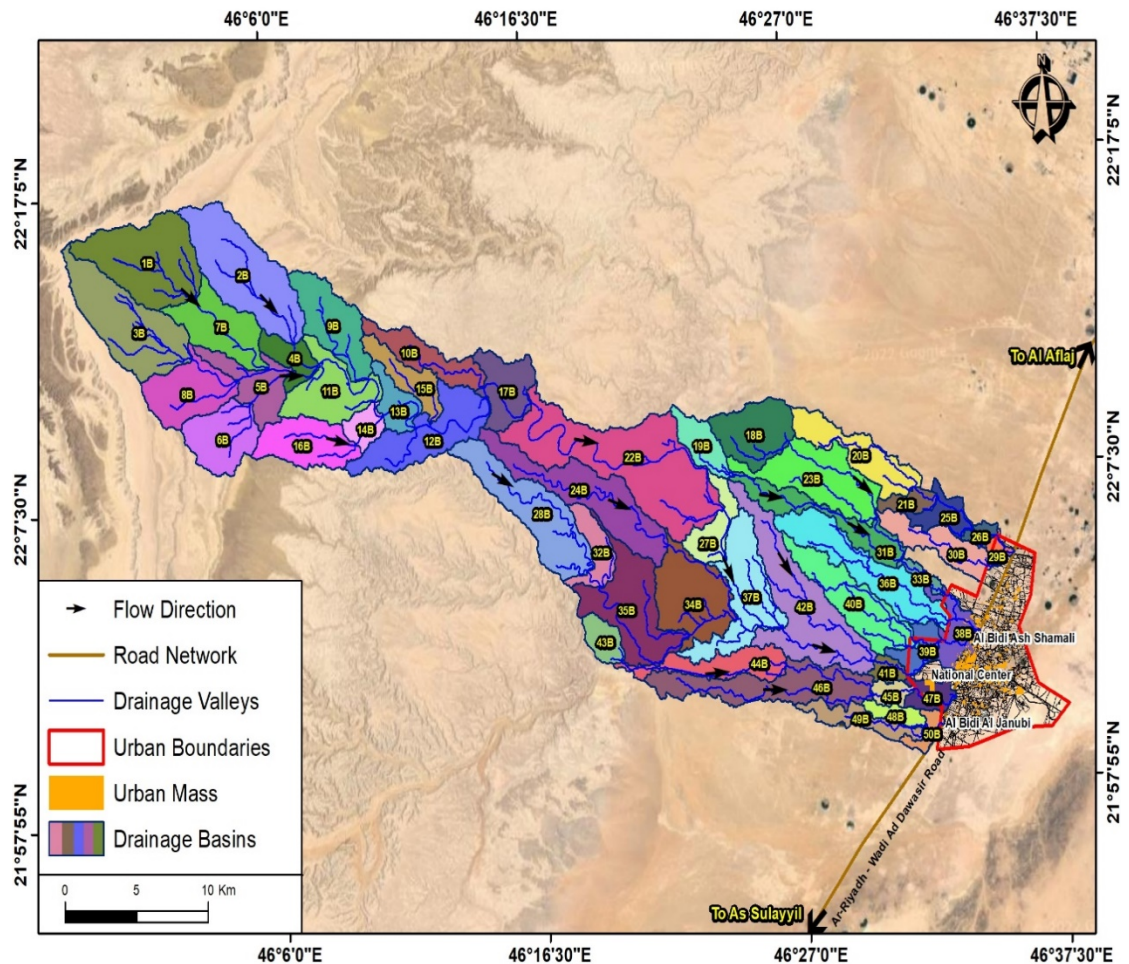 46°6'0"E
46°16'30"E
46°27'0"E
46°37'30"E
N
22°17'5"N
22°17'5"N
1B
2B
3B
7B
9B
4B
10B
To Al Aflaj
8B
5B
11B
15B
17B
13B
14B
6B
16B
12B
18B
19B
22B
20B
22°7'30"N
23B
24B
21B
25B
28B
22°7'30"N
26B
27B
32B
31B
30B
29B
33B
36B
37B
34B
40B
35B
42B
38B
Al Bidi Ash Shamali
43B
39B
44B
41B
National Center
46B
45B
47B
49B
48B
Al Bidi Al Janubi
50B
21°57'55"N
21°57'55"N
Ar-Riyadh - Wadi Ad Dawasir Road
To As Sulayyil
Flow Direction
Road Network
Drainage Valleys
Urban Boundaries
Urban Mass
Drainage Basins
0 5 10 Km
46°6'0"E
46°16'30"E
46°27'0"E
46°37'30"E